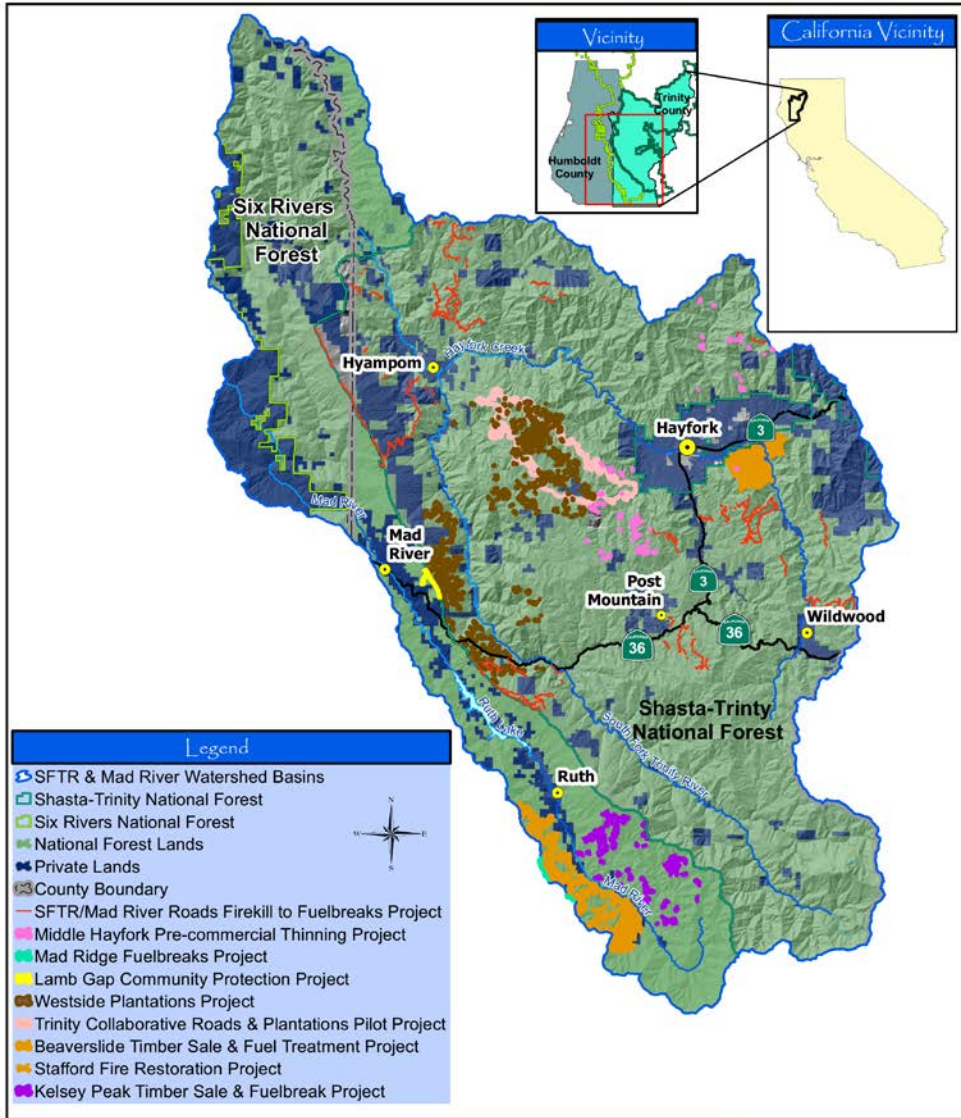 Vicinity
California Vicinity
Trinity
County
Humboldt
County
Six Rivers
National
Forest
Hyampom
Hayfork Creek
Hayfork
3
Mad River
Mad
River
Post
Mountain
3
36
36
Wildwood
Shasta-Trinty
National Forest
Ruth Lake
South Fork Trinity River
Ruth
Mad River
Legend
SFTR & Mad River Watershed Basins
Shasta-Trinity National Forest
Six Rivers National Forest
National Forest Lands
Private Lands
County Boundary
SFTR/Mad River Roads Firekill to Fuelbreaks Project
Middle Hayfork Pre-commercial Thinning Project
Mad Ridge Fuelbreaks Project
Lamb Gap Community Protection Project
Westside Plantations Project
Trinity Collaborative Roads & Plantations Pilot Project
Beaverslide Timber Sale & Fuel Treatment Project
Stafford Fire Restoration Project
Kelsey Peak Timber Sale & Fuelbreak Project
N
W E
S